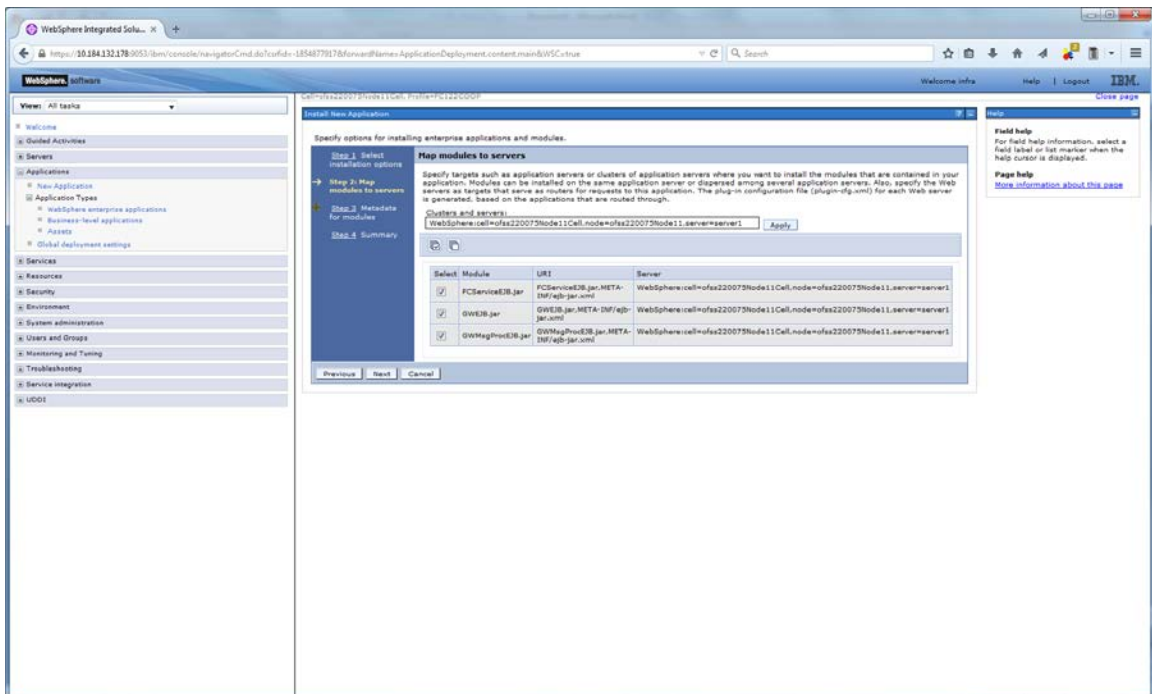 WebSphere Integrated Solu...
https://10.184.132.178:9053/ibm/console/navigatorCmd.do?curfid=-1854877917&forwardName=ApplicationDeployment.content.main&WSC=true
Search
WebSphere. software
Welcome infra
Help | Logout
IBM.
View: All tasks
Welcome
Guided Activities
Servers
Applications
New Application
Application Types
WebSphere enterprise applications
Business-level applications
Assets
Global deployment settings
Services
Resources
Security
Environment
System administration
Users and Groups
Monitoring and Tuning
Troubleshooting
Service integration
UDDI
Cell=ofss220075Node11Cell, Profile=FC122COOP
Close page
Install New Application
Specify options for installing enterprise applications and modules.
Step 1 Select
installation options
Step 2: Map
modules to servers
Step 3 Metadata
for modules
Step 4 Summary
Map modules to servers
Specify targets such as application servers or clusters of application servers where you want to install the modules that are contained in your
application. Modules can be installed on the same application server or dispersed among several application servers. Also, specify the Web
servers as targets that serve as routers for requests to this application. The plug-in configuration file (plugin-cfg.xml) for each Web server
is generated, based on the applications that are routed through.
Clusters and servers:
WebSphere:cell=ofss220075Node11Cell,node=ofss220075Node11,server=server1
Apply
Select Module URI Server
FCServiceEJB.jar FCServiceEJB.jar,META-INF/ejb-jar.xml WebSphere:cell=ofss220075Node11Cell,node=ofss220075Node11,server=server1
GWEJB.jar GWEJB.jar,META-INF/ejb-jar.xml WebSphere:cell=ofss220075Node11Cell,node=ofss220075Node11,server=server1
GWMsgProcEJB.jar GWMsgProcEJB.jar,META-INF/ejb-jar.xml WebSphere:cell=ofss220075Node11Cell,node=ofss220075Node11,server=server1
Previous Next Cancel
Help
Field help
For field help information, select a
field label or list marker when the
help cursor is displayed.
Page help
More information about this page